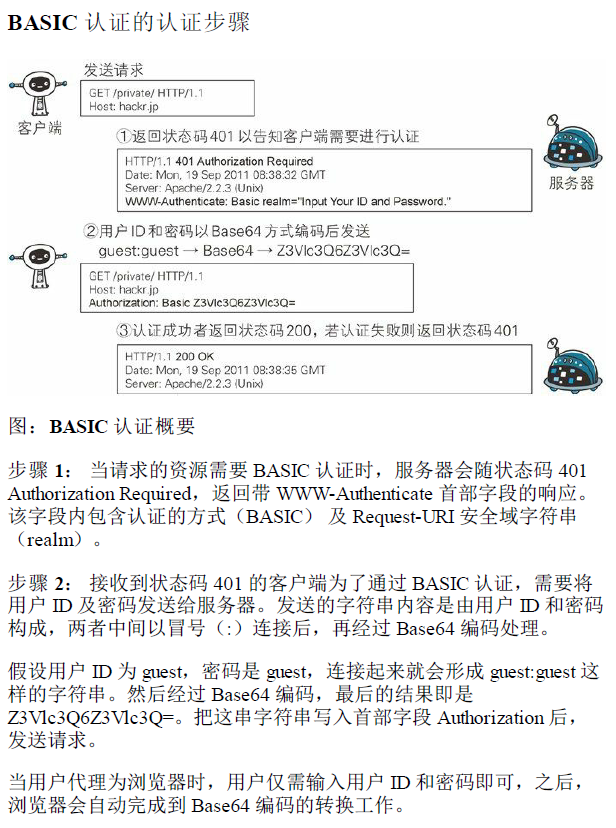 BASIC 认证的认证步骤
发送请求
GET /private/ HTTP/1.1
Host: hackr.jp
客户端
①返回状态码401以告知客户端需要进行认证
HTTP/1.1 401 Authorization Required
Date: Mon, 19 Sep 2011 08:38:32 GMT
Server: Apache/2.2.3 (Unix)
WWW-Authenticate: Basic realm="Input Your ID and Password."
服务器
②用户ID和密码以Base64方式编码后发送
guest:guest → Base64 → Z3Vlc3Q6Z3Vlc3Q=
GET /private/ HTTP/1.1
Host: hackr.jp
Authorization: Basic Z3Vlc3Q6Z3Vlc3Q=
③认证成功者返回状态码200，若认证失败则返回状态码401
HTTP/1.1 200 OK
Date: Mon, 19 Sep 2011 08:38:35 GMT
Server: Apache/2.2.3 (Unix)
图：BASIC 认证概要
步骤 1： 当请求的资源需要 BASIC 认证时，服务器会随状态码 401
Authorization Required，返回带 WWW-Authenticate 首部字段的响应。
该字段内包含认证的方式（BASIC） 及 Request-URI 安全域字符串
（realm）。
步骤 2： 接收到状态码 401 的客户端为了通过 BASIC 认证，需要将
用户 ID 及密码发送给服务器。发送的字符串内容是由用户 ID 和密码
构成，两者中间以冒号（:）连接后，再经过 Base64 编码处理。
假设用户 ID 为 guest，密码是 guest，连接起来就会形成 guest:guest 这
样的字符串。然后经过 Base64 编码，最后的结果即是
Z3Vlc3Q6Z3Vlc3Q=。把这串字符串写入首部字段 Authorization 后，
发送请求。
当用户代理为浏览器时，用户仅需输入用户 ID 和密码即可，之后，
浏览器会自动完成到 Base64 编码的转换工作。